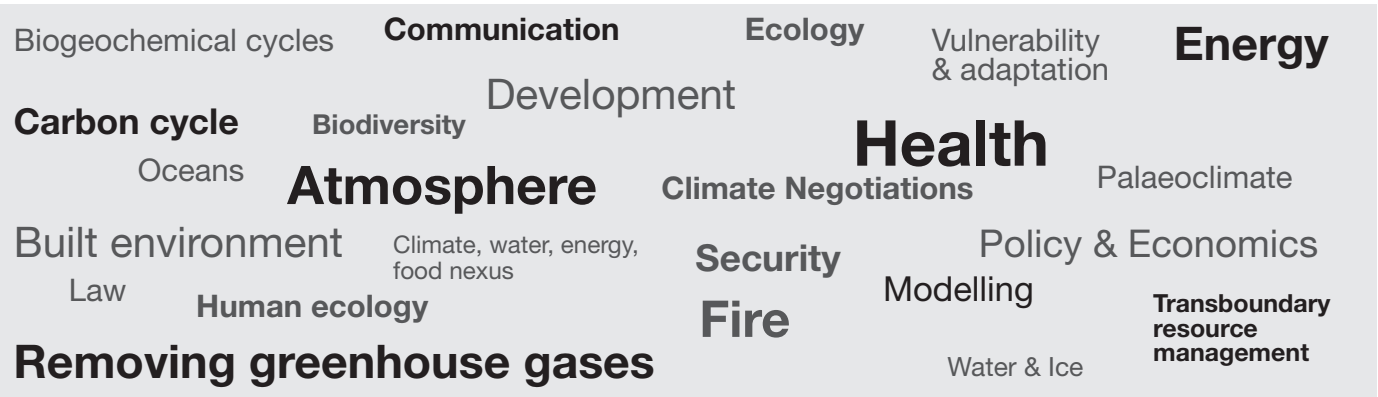 Biogeochemical cycles
Communication
Ecology
Vulnerability
& adaptation
Energy
Development
Carbon cycle
Biodiversity
Health
Oceans
Atmosphere
Climate Negotiations
Palaeoclimate
Built environment
Climate, water, energy,
food nexus
Security
Policy & Economics
Law
Human ecology
Modelling
Fire
Transboundary
resource
management
Removing greenhouse gases
Water & Ice